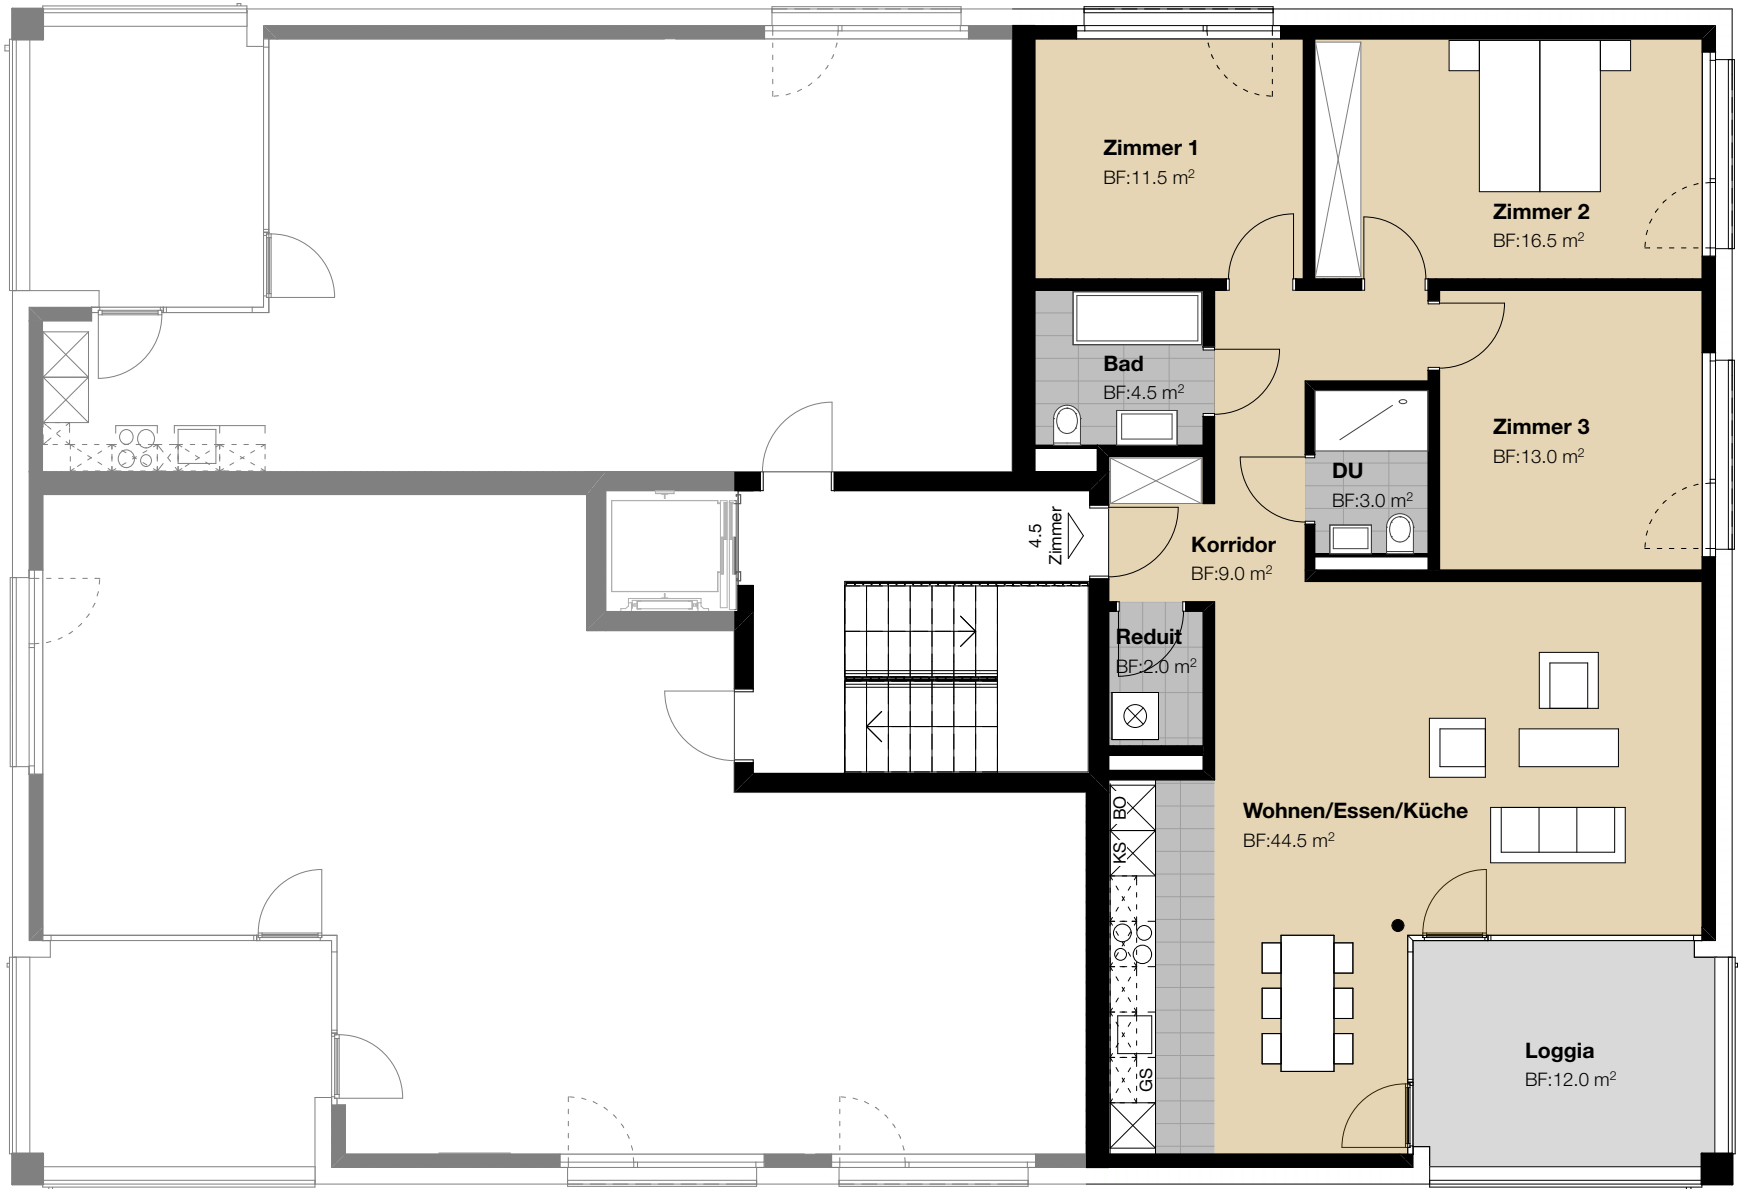 Zimmer 1
BF:11.5 m²
Zimmer 2
BF:16.5 m²
Bad
BF:4.5 m²
Zimmer 3
BF:13.0 m²
DU
BF:3.0 m²
4.5
Zimmer
Korridor
BF:9.0 m²
Reduit
BF:2.0 m²
BO
KS
Wohnen/Essen/Küche
BF:44.5 m²
GS
Loggia
BF:12.0 m²